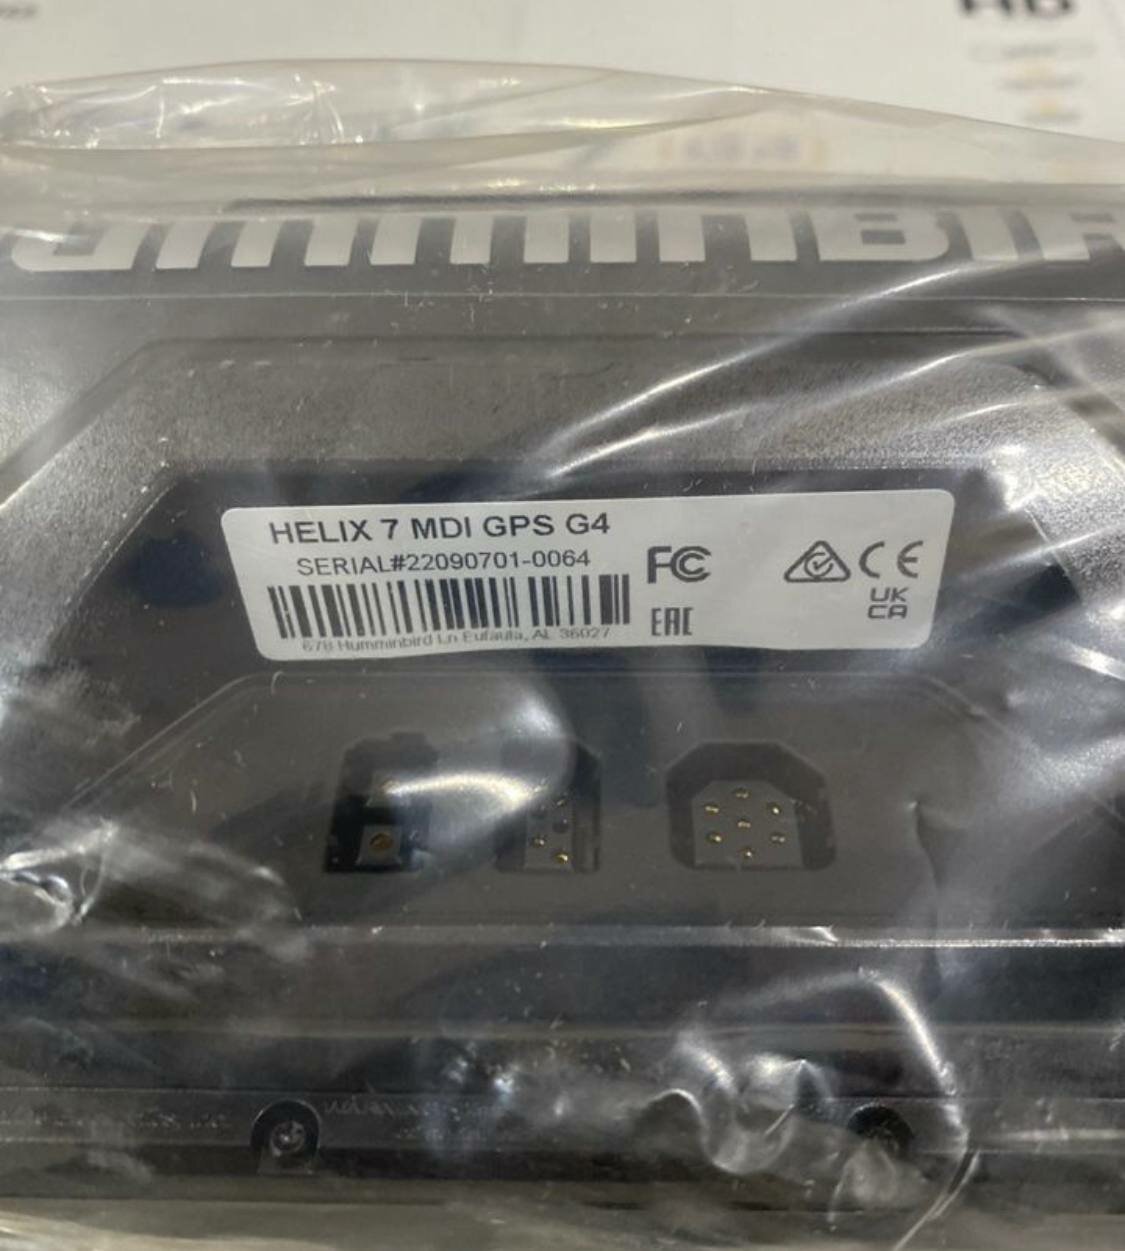 HELIX 7 MDI GPS G4
SERIAL#22090701-0064
678 Humminbird Ln Eufaula, AL 36027
FC
EAC
CE
UK
CA